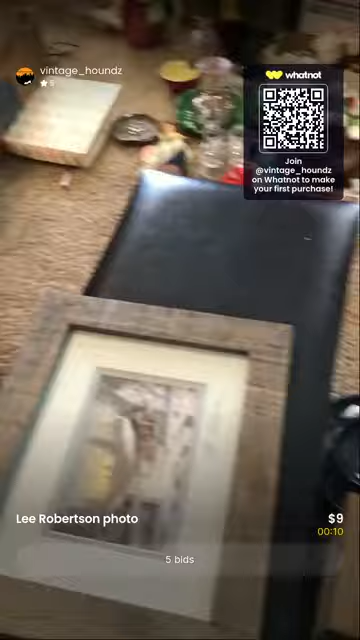 vintage_houndz
★5
whatnot
Join
@vintage_houndz
on Whatnot to make
your first purchase!
Lee Robertson photo
$9
00:10
5 bids